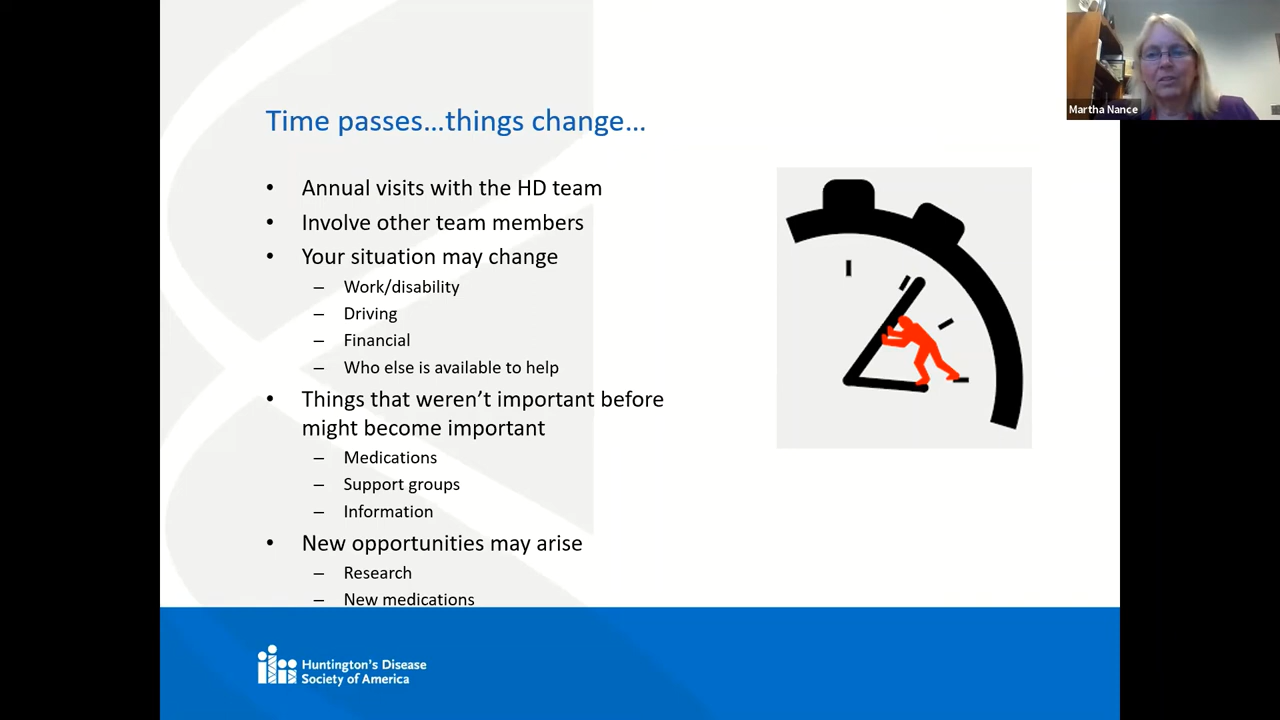 Martha Nance
Time passes...things change...
• Annual visits with the HD team
• Involve other team members
• Your situation may change
– Work/disability
– Driving
– Financial
– Who else is available to help
• Things that weren’t important before
might become important
– Medications
– Support groups
– Information
• New opportunities may arise
– Research
– New medications
Huntington's Disease
Society of America